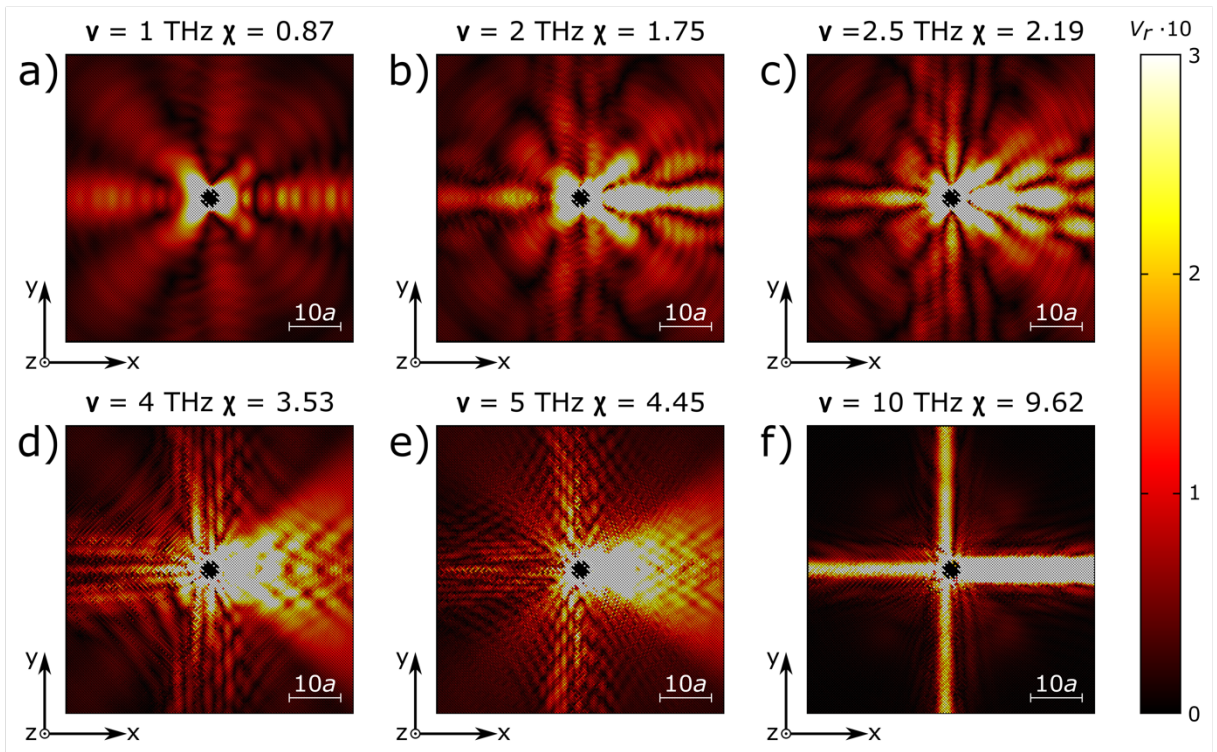 ν = 1 THz χ = 0.87
ν = 2 THz χ = 1.75
ν =2.5 THz χ = 2.19
V_r ·10
a)
b)
c)
3
y
z
x
10a
y
z
x
10a
y
z
x
10a
2
ν = 4 THz χ = 3.53
ν = 5 THz χ = 4.45
ν = 10 THz χ = 9.62
d)
e)
f)
1
y
z
x
10a
y
z
x
10a
y
z
x
10a
0